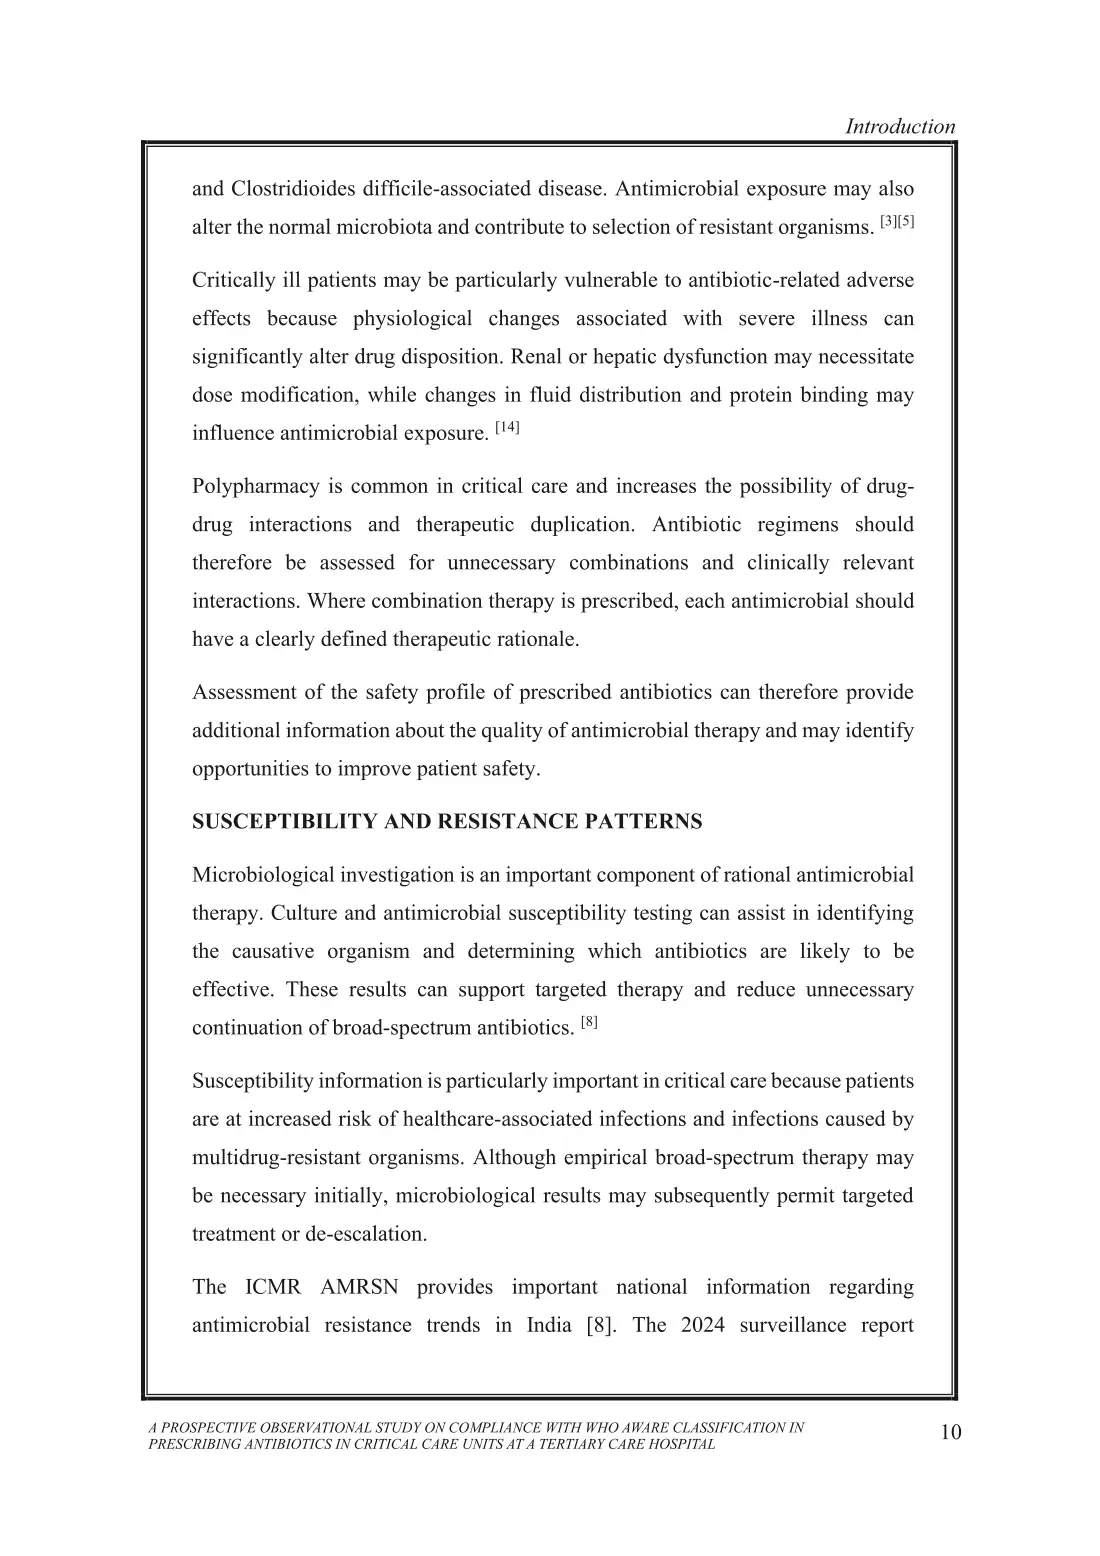 Introduction
and Clostridioides difficile-associated disease. Antimicrobial exposure may also
alter the normal microbiota and contribute to selection of resistant organisms. [3][5]
Critically ill patients may be particularly vulnerable to antibiotic-related adverse
effects because physiological changes associated with severe illness can
significantly alter drug disposition. Renal or hepatic dysfunction may necessitate
dose modification, while changes in fluid distribution and protein binding may
influence antimicrobial exposure. [14]
Polypharmacy is common in critical care and increases the possibility of drug-
drug interactions and therapeutic duplication. Antibiotic regimens should
therefore be assessed for unnecessary combinations and clinically relevant
interactions. Where combination therapy is prescribed, each antimicrobial should
have a clearly defined therapeutic rationale.
Assessment of the safety profile of prescribed antibiotics can therefore provide
additional information about the quality of antimicrobial therapy and may identify
opportunities to improve patient safety.
SUSCEPTIBILITY AND RESISTANCE PATTERNS
Microbiological investigation is an important component of rational antimicrobial
therapy. Culture and antimicrobial susceptibility testing can assist in identifying
the causative organism and determining which antibiotics are likely to be
effective. These results can support targeted therapy and reduce unnecessary
continuation of broad-spectrum antibiotics. [8]
Susceptibility information is particularly important in critical care because patients
are at increased risk of healthcare-associated infections and infections caused by
multidrug-resistant organisms. Although empirical broad-spectrum therapy may
be necessary initially, microbiological results may subsequently permit targeted
treatment or de-escalation.
The ICMR AMRSN provides important national information regarding
antimicrobial resistance trends in India [8]. The 2024 surveillance report
A PROSPECTIVE OBSERVATIONAL STUDY ON COMPLIANCE WITH WHO AWARE CLASSIFICATION IN
PRESCRIBING ANTIBIOTICS IN CRITICAL CARE UNITS AT A TERTIARY CARE HOSPITAL
10